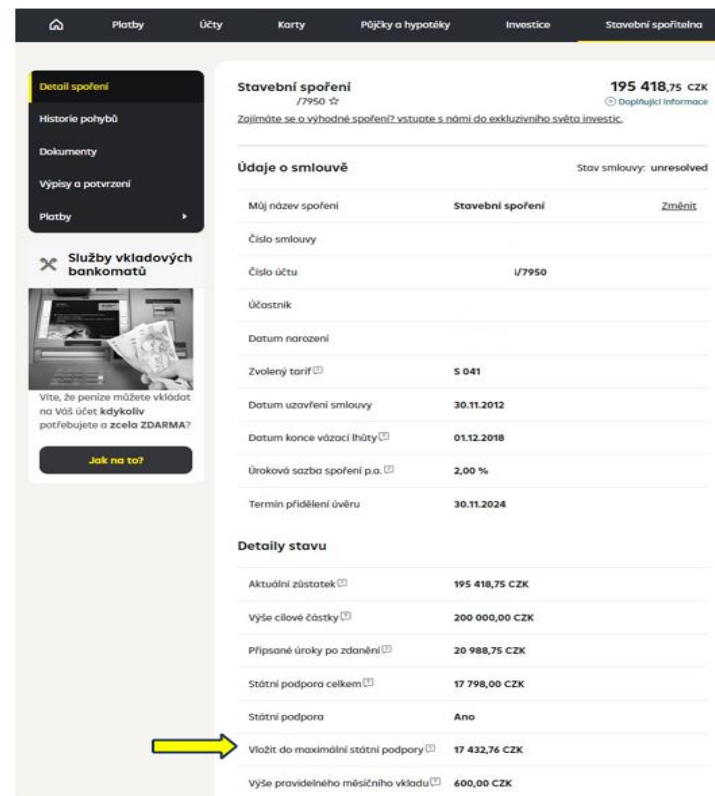 Platby Účty Karty Půjčky a hypotéky Investice Stavební spořitelna
Detail spoření
Historie pohybů
Dokumenty
Výpisy a potvrzení
Platby
Služby vkladových
bankomatů
Víte, že peníze můžete vkládat
na Váš účet kdykoliv
potřebujete a zcela ZDARMA?
Jak na to?
Stavební spoření 195 418,75 CZK
/7950 Doplňující informace
Zajímáte se o výhodné spoření? vstupte s námi do exkluzivního světa investic.
Údaje o smlouvě Stav smlouvy: unresolved
Můj název spoření Stavební spoření Změnit
Číslo smlouvy
Číslo účtu /7950
Účastník
Datum narození
Zvolený tarif S 041
Datum uzavření smlouvy 30.11.2012
Datum konce vázací lhůty 01.12.2018
Úroková sazba spoření p.a. 2,00 %
Termín přidělení úvěru 30.11.2024
Detaily stavu
Aktuální zůstatek 195 418,75 CZK
Výše cílové částky 200 000,00 CZK
Připsané úroky po zdanění 20 988,75 CZK
Státní podpora celkem 17 798,00 CZK
Státní podpora Ano
Vložit do maximální státní podpory 17 432,76 CZK
Výše pravidelného měsíčního vkladu 600,00 CZK